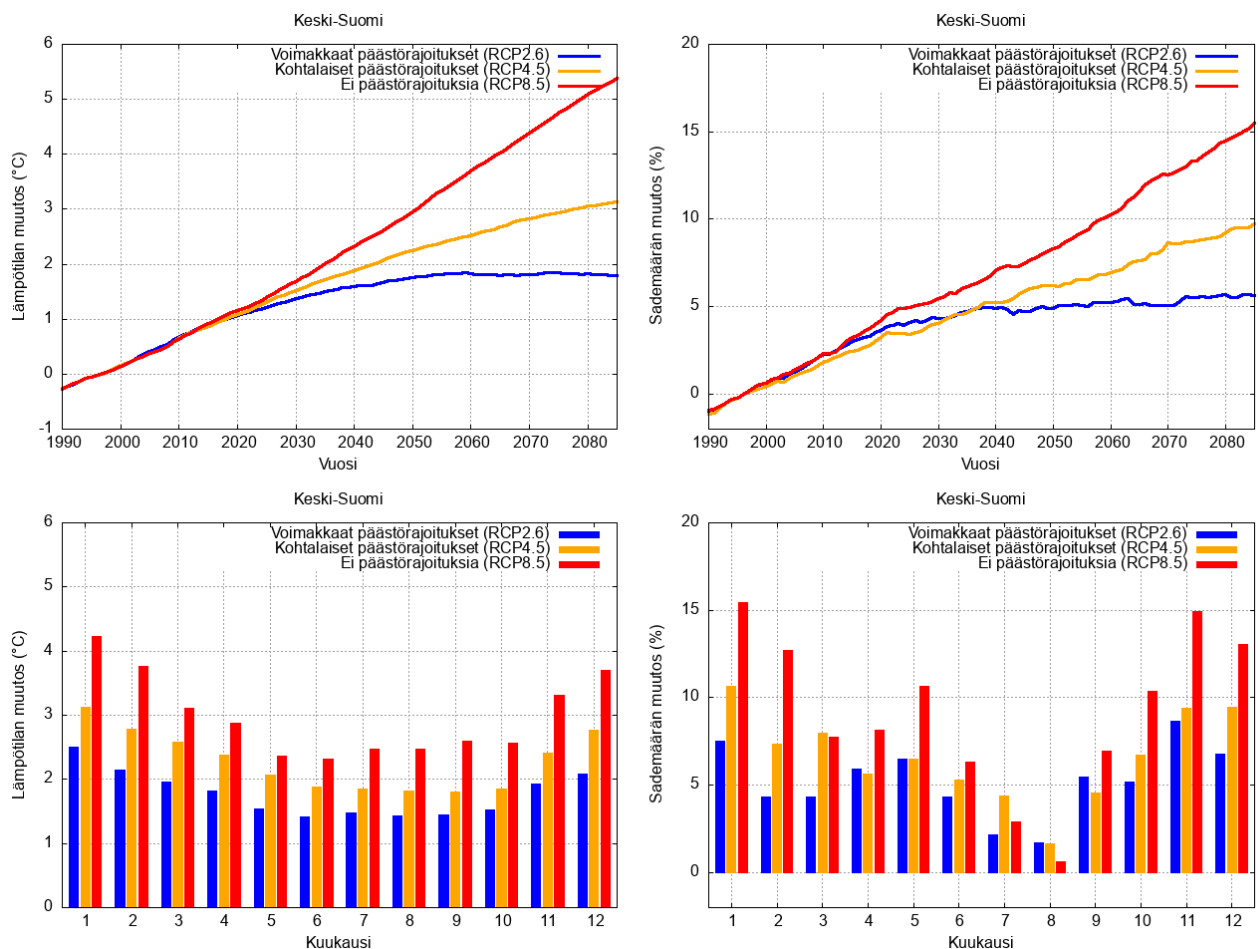 Keski-Suomi
Voimakkaat päästörajoitukset (RCP2.6)
Kohtalaiset päästörajoitukset (RCP4.5)
Ei päästörajoituksia (RCP8.5)
Lämpötilan muutos (°C)
6
5
4
3
2
1
0
-1
1990 2000 2010 2020 2030 2040 2050 2060 2070 2080
Vuosi
Keski-Suomi
Voimakkaat päästörajoitukset (RCP2.6)
Kohtalaiset päästörajoitukset (RCP4.5)
Ei päästörajoituksia (RCP8.5)
Sademäärän muutos (%)
20
15
10
5
0
1990 2000 2010 2020 2030 2040 2050 2060 2070 2080
Vuosi
Keski-Suomi
Voimakkaat päästörajoitukset (RCP2.6)
Kohtalaiset päästörajoitukset (RCP4.5)
Ei päästörajoituksia (RCP8.5)
Lämpötilan muutos (°C)
6
5
4
3
2
1
0
1 2 3 4 5 6 7 8 9 10 11 12
Kuukausi
Keski-Suomi
Voimakkaat päästörajoitukset (RCP2.6)
Kohtalaiset päästörajoitukset (RCP4.5)
Ei päästörajoituksia (RCP8.5)
Sademäärän muutos (%)
20
15
10
5
0
1 2 3 4 5 6 7 8 9 10 11 12
Kuukausi